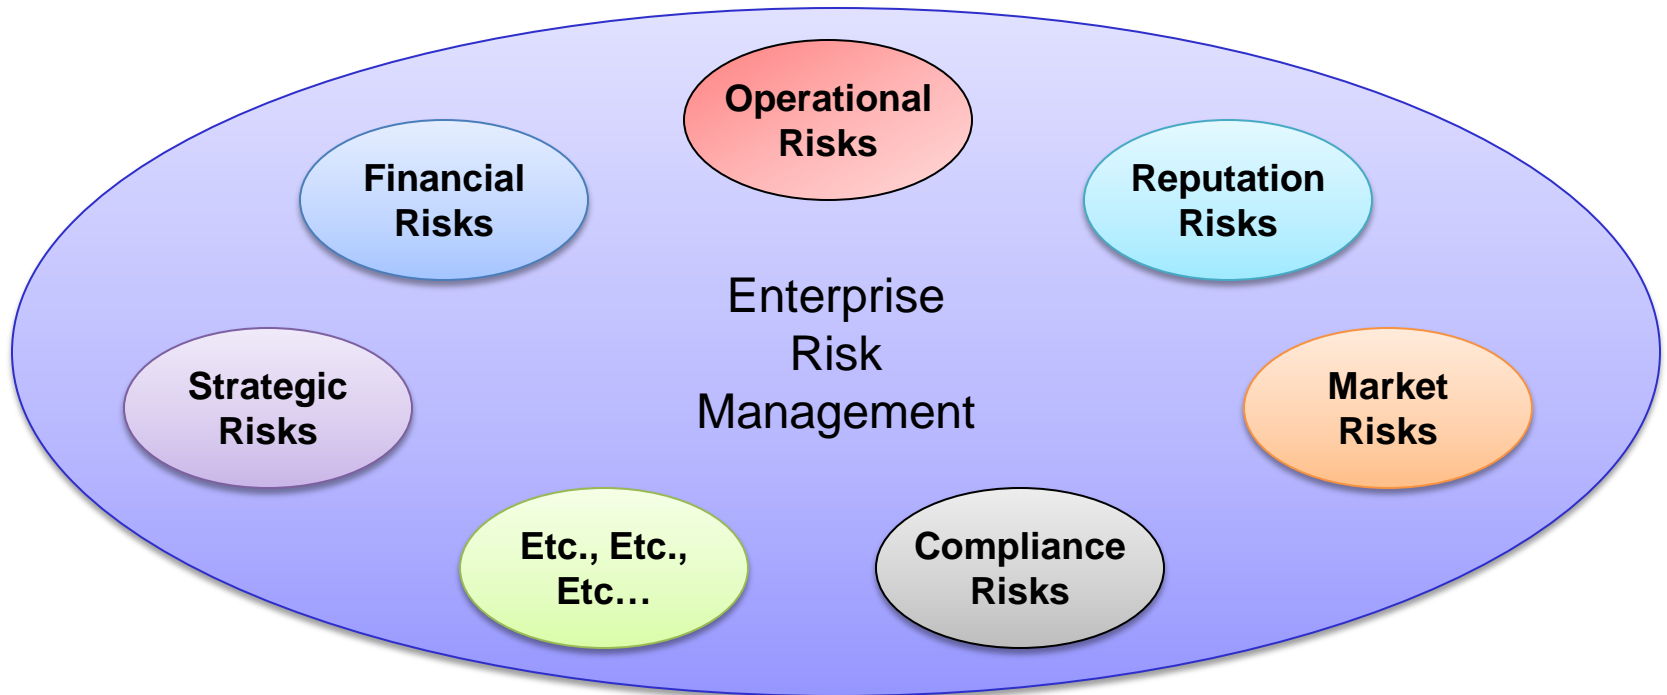 Operational
Risks
Financial
Risks
Reputation
Risks
Enterprise
Risk
Management
Strategic
Risks
Market
Risks
Etc., Etc.,
Etc…
Compliance
Risks